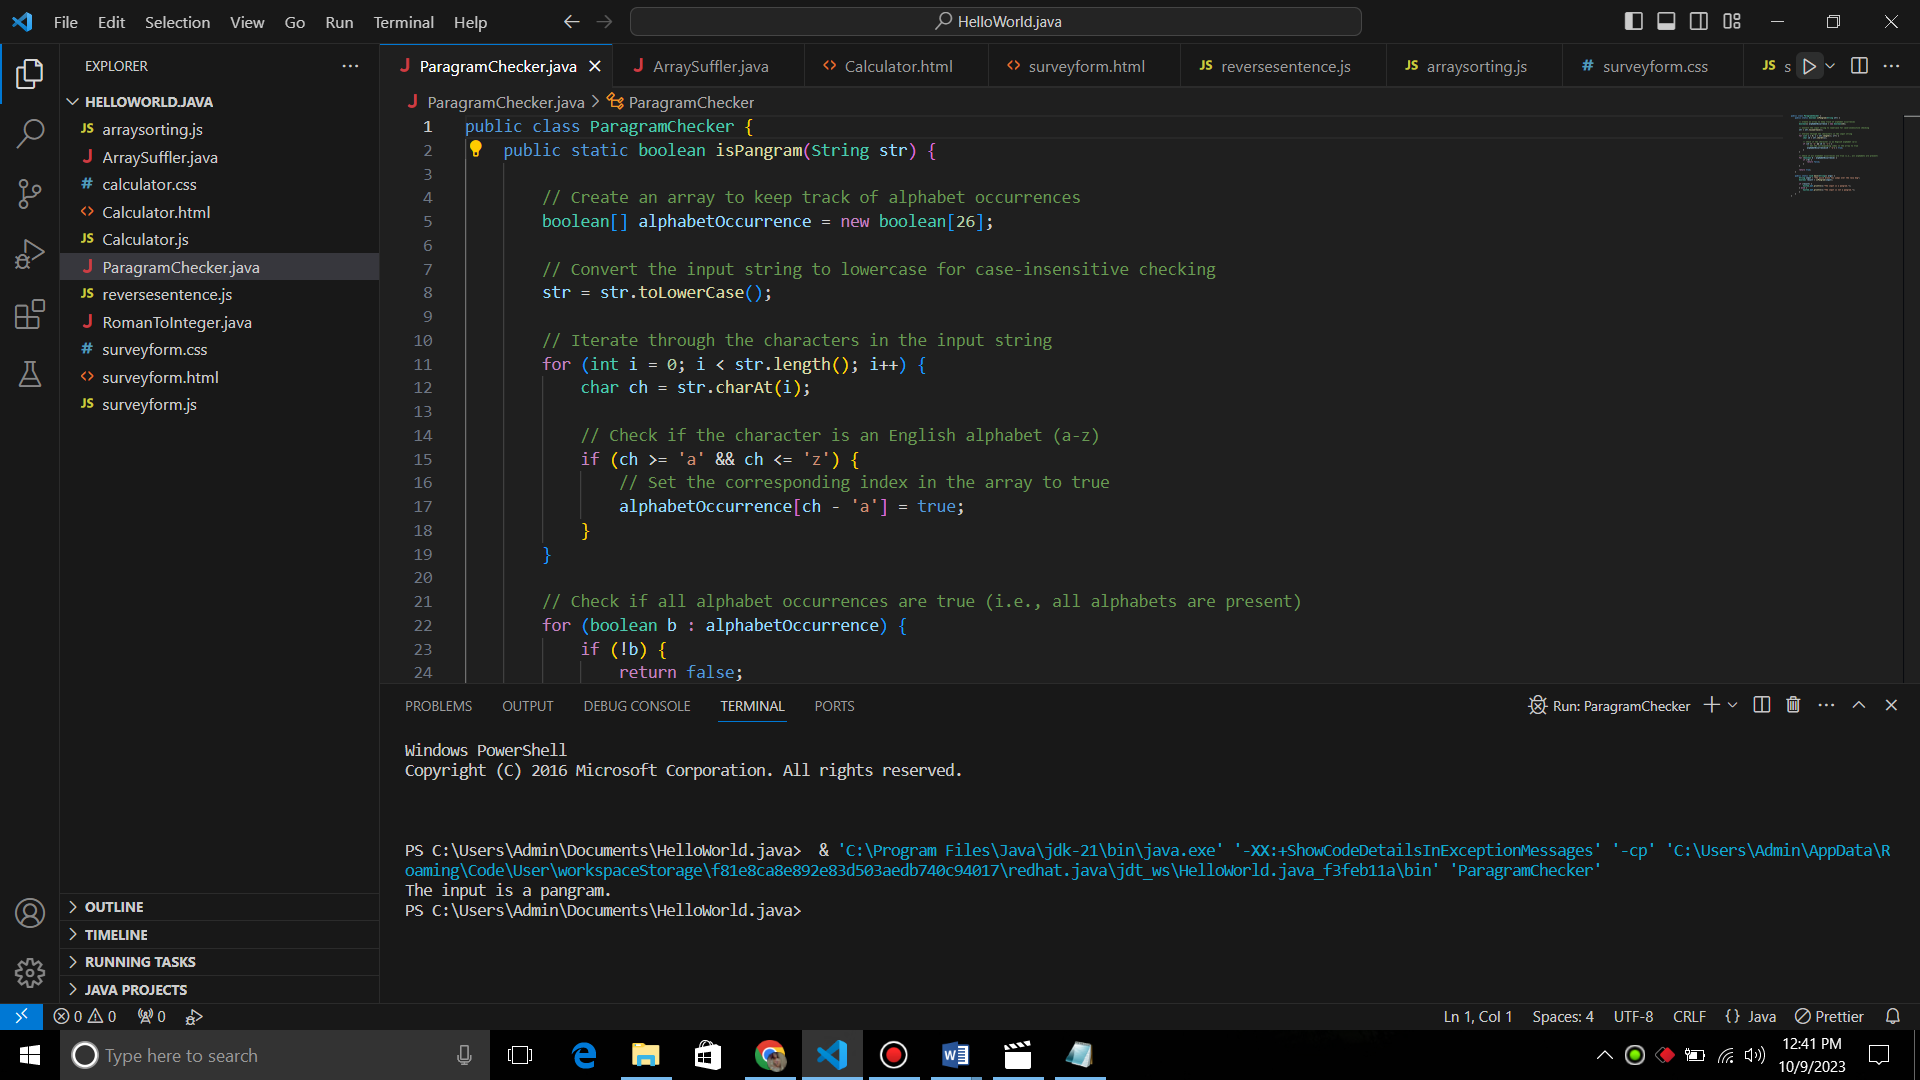 File Edit Selection View Go Run Terminal Help
HelloWorld.java
EXPLORER
HELLOWORLD.JAVA
JS arraysorting.js
J ArraySuffler.java
# calculator.css
<> Calculator.html
JS Calculator.js
J ParagramChecker.java
JS reversesentence.js
J RomanToInteger.java
# surveyform.css
<> surveyform.html
JS surveyform.js
OUTLINE
TIMELINE
RUNNING TASKS
JAVA PROJECTS
J ParagramChecker.java J ArraySuffler.java <> Calculator.html <> surveyform.html JS reversesentence.js JS arraysorting.js # surveyform.css JS s
J ParagramChecker.java > ParagramChecker
1 public class ParagramChecker {
2 public static boolean isPangram(String str) {
3
4 // Create an array to keep track of alphabet occurrences
5 boolean[] alphabetOccurrence = new boolean[26];
6
7 // Convert the input string to lowercase for case-insensitive checking
8 str = str.toLowerCase();
9
10 // Iterate through the characters in the input string
11 for (int i = 0; i < str.length(); i++) {
12 char ch = str.charAt(i);
13
14 // Check if the character is an English alphabet (a-z)
15 if (ch >= 'a' && ch <= 'z') {
16 // Set the corresponding index in the array to true
17 alphabetOccurrence[ch - 'a'] = true;
18 }
19 }
20
21 // Check if all alphabet occurrences are true (i.e., all alphabets are present)
22 for (boolean b : alphabetOccurrence) {
23 if (!b) {
24 return false;
PROBLEMS OUTPUT DEBUG CONSOLE TERMINAL PORTS
Run: ParagramChecker
Windows PowerShell
Copyright (C) 2016 Microsoft Corporation. All rights reserved.
PS C:\Users\Admin\Documents\HelloWorld.java> & 'C:\Program Files\Java\jdk-21\bin\java.exe' '-XX:+ShowCodeDetailsInExceptionMessages' '-cp' 'C:\Users\Admin\AppData\R
oaming\Code\User\workspaceStorage\f81e8ca8e892e83d503aedb740c94017\redhat.java\jdt_ws\HelloWorld.java_f3feb11a\bin' 'ParagramChecker'
The input is a pangram.
PS C:\Users\Admin\Documents\HelloWorld.java>
0 0 0 Ln 1, Col 1 Spaces: 4 UTF-8 CRLF {} Java Prettier
Type here to search
12:41 PM
10/9/2023